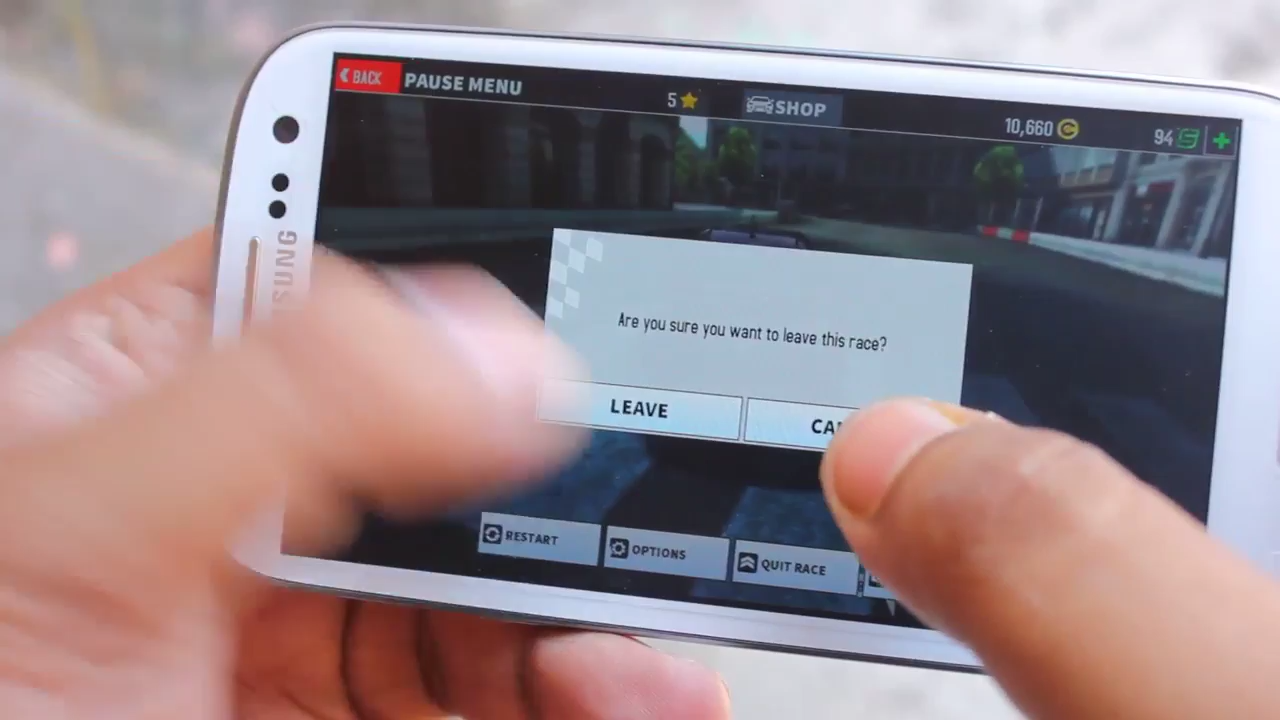 BACK
PAUSE MENU
5
SHOP
10,660
94
Are you sure you want to leave this race?
LEAVE
RESTART
OPTIONS
QUIT RACE